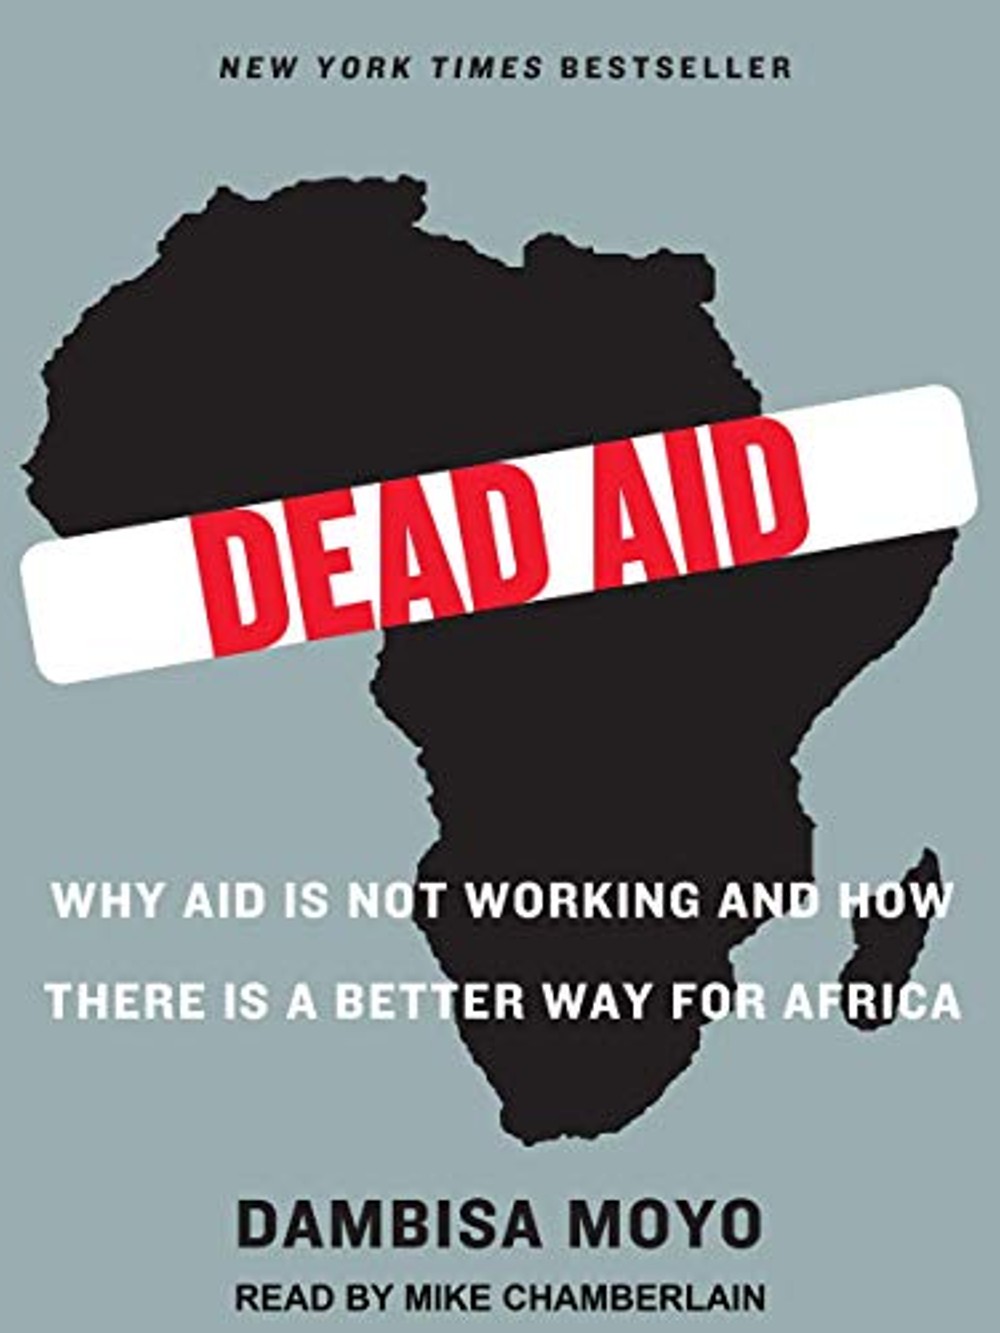 NEW YORK TIMES BESTSELLER
DEAD AID
WHY AID IS NOT WORKING AND HOW
THERE IS A BETTER WAY FOR AFRICA
DAMBISA MOYO
READ BY MIKE CHAMBERLAIN